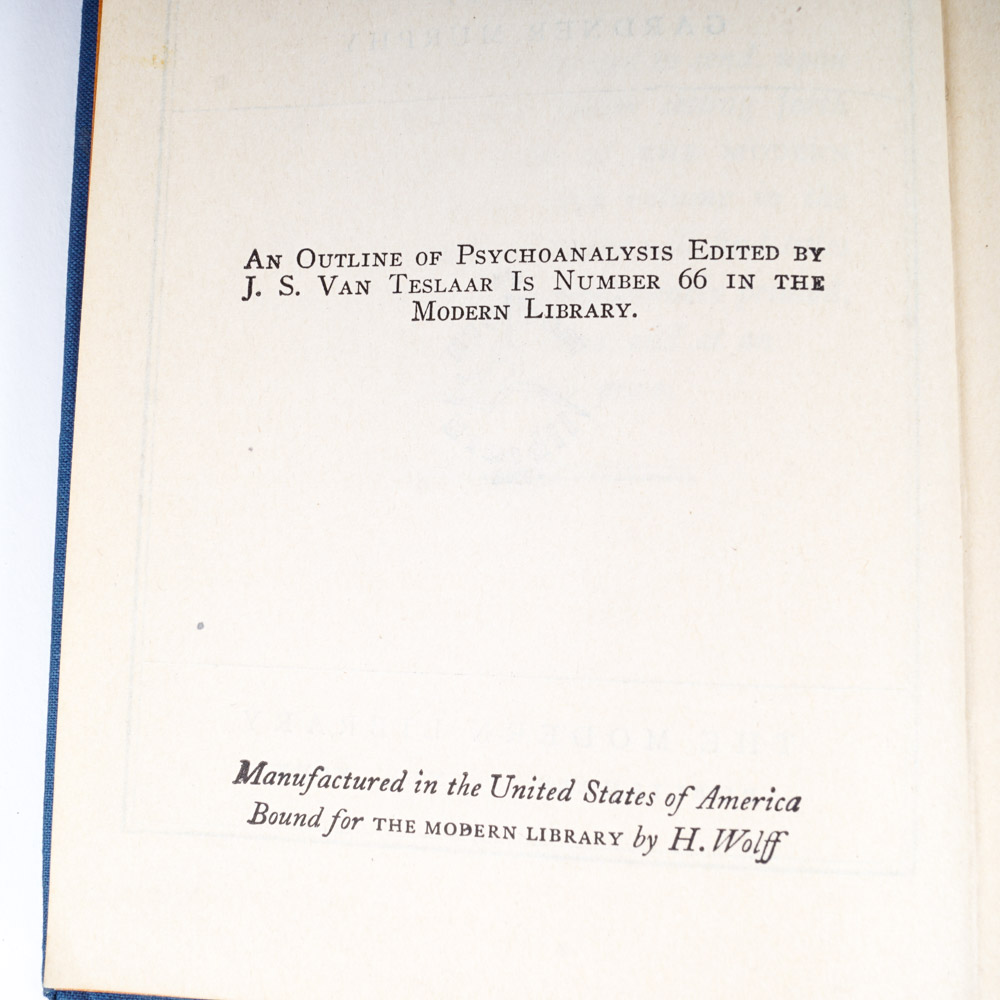 An Outline of Psychoanalysis Edited by
J. S. Van Teslaar Is Number 66 in the
Modern Library.
Manufactured in the United States of America
Bound for THE MODERN LIBRARY by H. Wolff